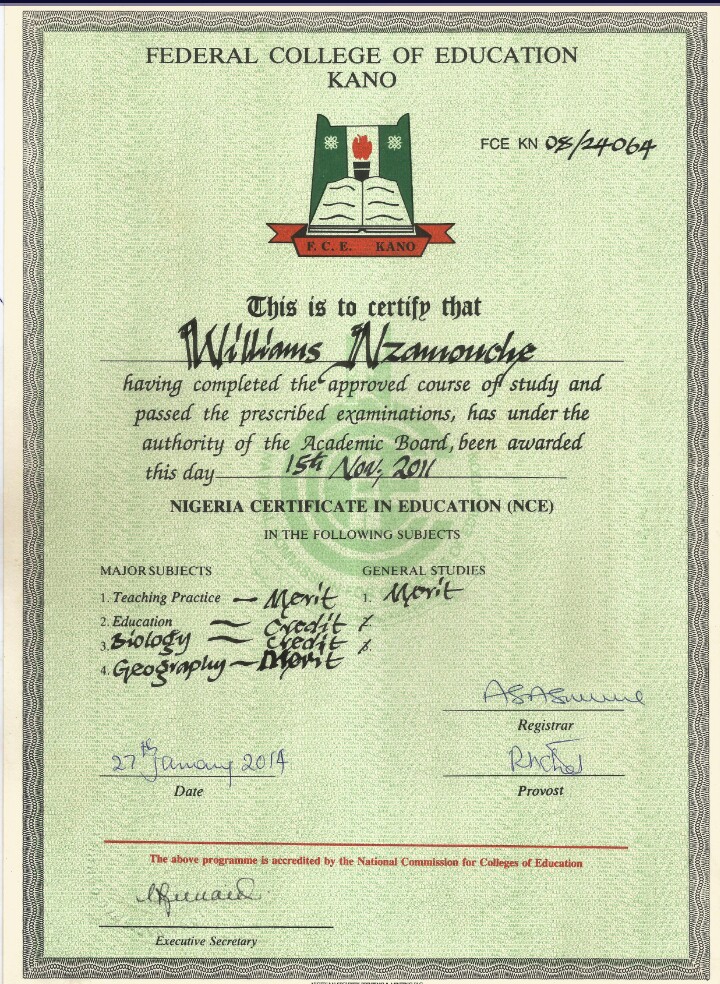 FEDERAL COLLEGE OF EDUCATION
KANO
FCE KN 08/24064
F. C. E. KANO
This is to certify that
Williams Nzamouche
having completed the approved course of study and
passed the prescribed examinations, has under the
authority of the Academic Board, been awarded
this day 15th Nov, 2011
NIGERIA CERTIFICATE IN EDUCATION (NCE)
IN THE FOLLOWING SUBJECTS
MAJOR SUBJECTS GENERAL STUDIES
1. Teaching Practice — Merit 1. Merit
2. Education — Credit
3. Biology — Credit
4. Geography — Merit
Registrar
27th January 2014
Date Provost
The above programme is accredited by the National Commission for Colleges of Education
Executive Secretary